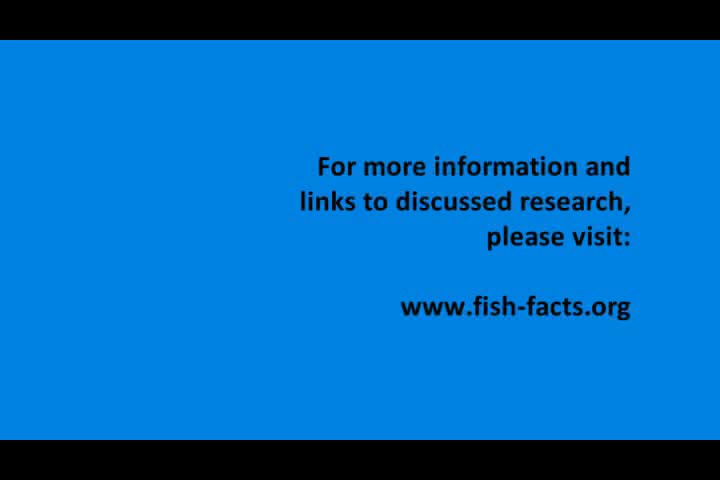 For more information and
links to discussed research,
please visit:
www.fish-facts.org